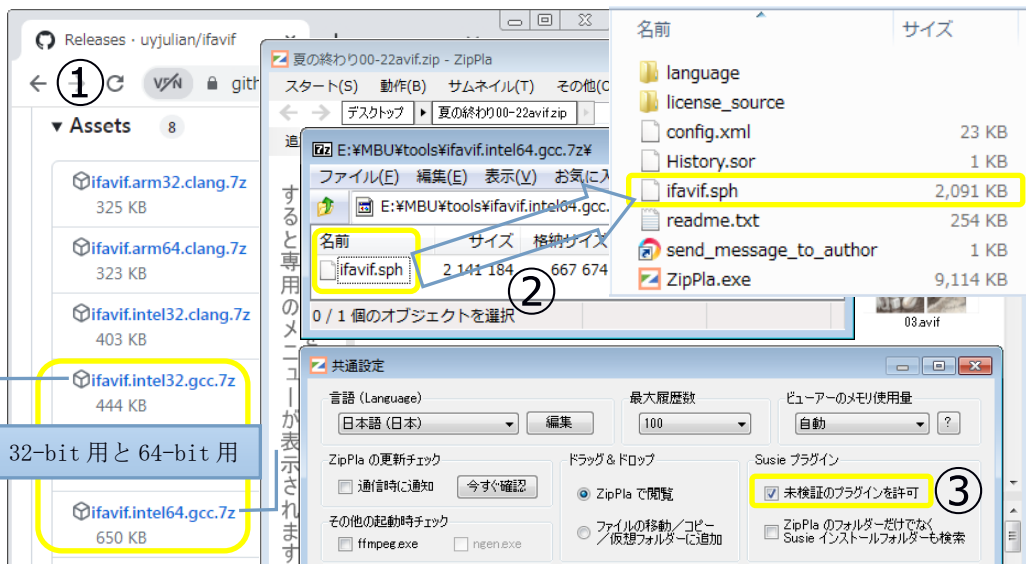 Releases · uyjulian/ifavif
①
VPN
gith
Assets 8
ifavif.arm32.clang.7z
325 KB
ifavif.arm64.clang.7z
323 KB
ifavif.intel32.clang.7z
403 KB
ifavif.intel32.gcc.7z
444 KB
32-bit 用と 64-bit 用
ifavif.intel64.gcc.7z
650 KB
夏の終わり00-22avif.zip - ZipPla
スタート(S) 動作(B) サムネイル(T) その他(O
デスクトップ 夏の終わり00-22avif.zip
追
すると専用のメニューが表示されます
E:¥MBU¥tools¥ifavif.intel64.gcc.7z¥
ファイル(F) 編集(E) 表示(V) お気に入
E:¥MBU¥tools¥ifavif.intel64.gcc.
名前 サイズ 格納サイズ
ifavif.sph 2 141 184 667 674
②
0 / 1 個のオブジェクトを選択
名前 サイズ
language
license_source
config.xml 23 KB
History.sor 1 KB
ifavif.sph 2,091 KB
readme.txt 254 KB
send_message_to_author 1 KB
ZipPla.exe 9,114 KB
03.avif
共通設定
言語 (Language)
日本語 (日本) 編集
最大履歴数
100
ビューアーのメモリ使用量
自動 ?
ZipPla の更新チェック
通信時に通知 今すぐ確認
その他の起動時チェック
ffmpeg.exe ngen.exe
ドラッグ&ドロップ
ZipPla で閲覧
ファイルの移動/コピー
/仮想フォルダーに追加
Susie プラグイン
未検証のプラグインを許可
③
ZipPla のフォルダーだけでなく
Susie インストールフォルダーも検索